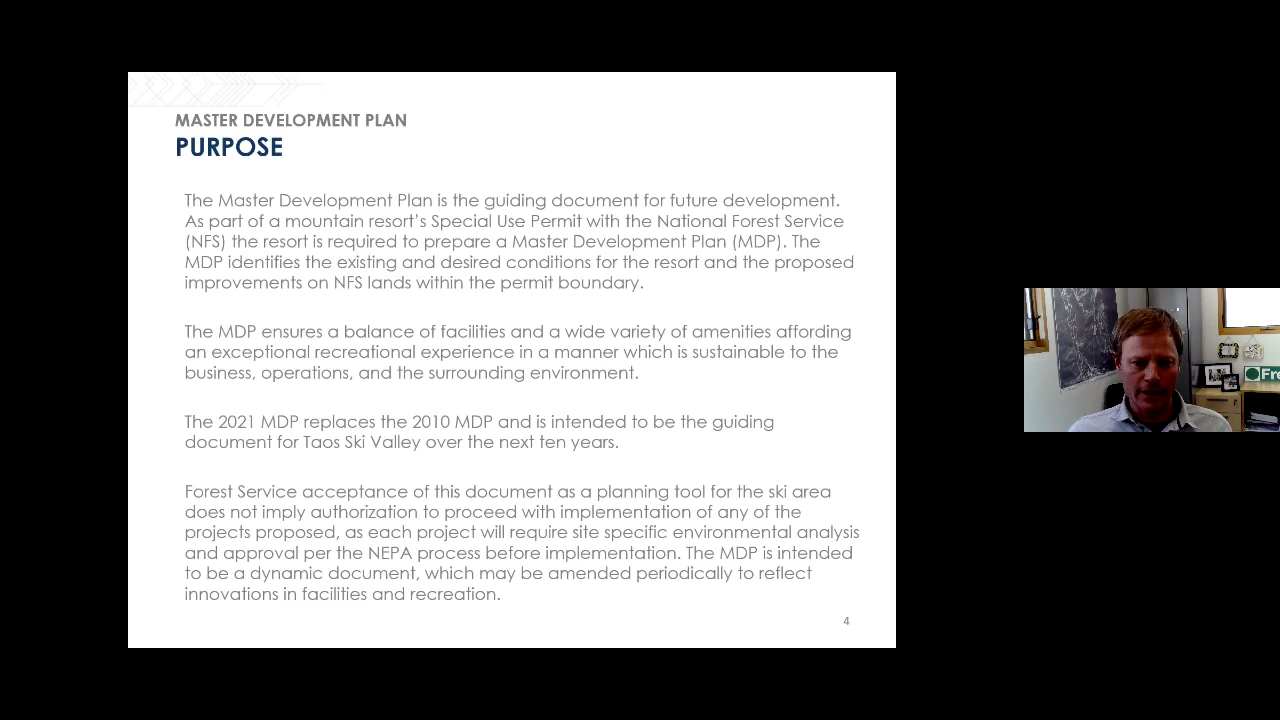 MASTER DEVELOPMENT PLAN
PURPOSE
The Master Development Plan is the guiding document for future development.
As part of a mountain resort's Special Use Permit with the National Forest Service
(NFS) the resort is required to prepare a Master Development Plan (MDP). The
MDP identifies the existing and desired conditions for the resort and the proposed
improvements on NFS lands within the permit boundary.
The MDP ensures a balance of facilities and a wide variety of amenities affording
an exceptional recreational experience in a manner which is sustainable to the
business, operations, and the surrounding environment.
The 2021 MDP replaces the 2010 MDP and is intended to be the guiding
document for Taos Ski Valley over the next ten years.
Forest Service acceptance of this document as a planning tool for the ski area
does not imply authorization to proceed with implementation of any of the
projects proposed, as each project will require site specific environmental analysis
and approval per the NEPA process before implementation. The MDP is intended
to be a dynamic document, which may be amended periodically to reflect
innovations in facilities and recreation.
4
Fre